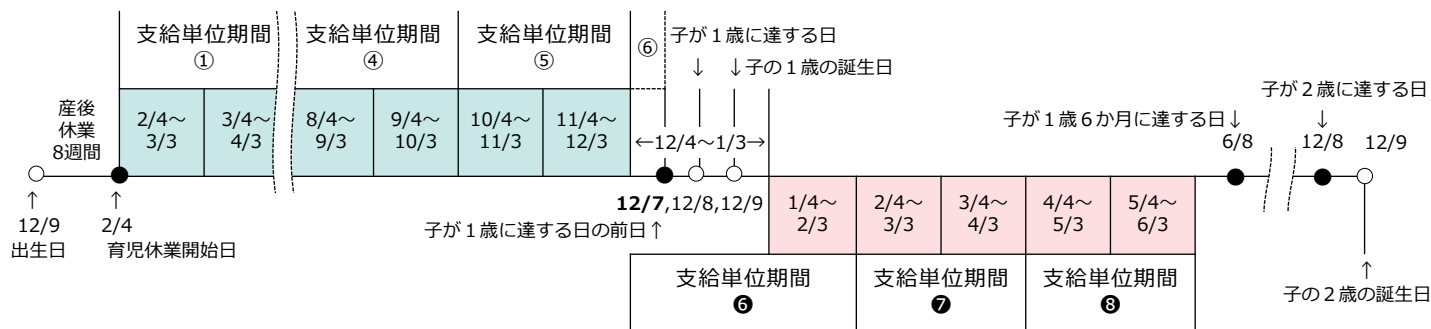 支給単位期間
①
支給単位期間
④
支給単位期間
⑤
⑥
子が１歳に達する日
↓
↓子の１歳の誕生日
産後
休業
8週間
2/4～
3/3
3/4～
4/3
8/4～
9/3
9/4～
10/3
10/4～
11/3
11/4～
12/3
←12/4～1/3→
子が１歳６か月に達する日↓
6/8
子が２歳に達する日
↓
12/8
12/9
↑
12/9
出生日
↑
2/4
育児休業開始日
12/7,12/8,12/9
子が１歳に達する日の前日↑
1/4～
2/3
2/4～
3/3
3/4～
4/3
4/4～
5/3
5/4～
6/3
支給単位期間
❻
支給単位期間
❼
支給単位期間
❽
↑
子の２歳の誕生日